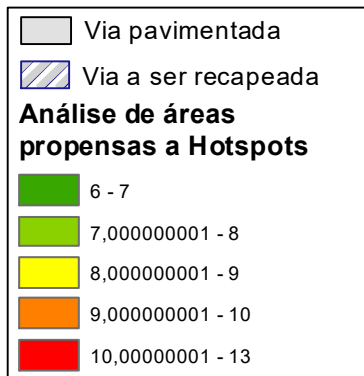 Via pavimentada
Via a ser recapeada
Análise de áreas
propensas a Hotspots
6 - 7
7,000000001 - 8
8,000000001 - 9
9,000000001 - 10
10,00000001 - 13